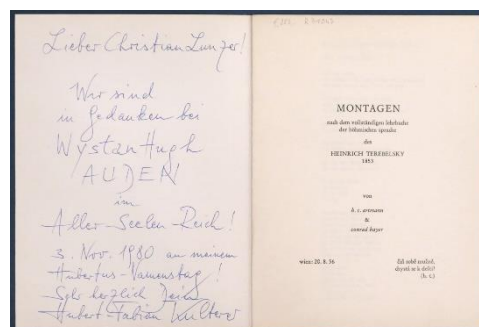 Lieber Christian Lunzer!
Wir sind
in Gedanken bei
Wystan Hugh
AUDEN
im
Aller-Seelen-Reich!
3. Nov. 1980 an meinem
Hubertus-Namenstag!
Sehr herzlich Dein
Hubert-Fabian Kulterer
MONTAGEN
nach dem vollständigen lehrbuche
der böhmischen sprache
des
HEINRICH TEREBELSKY
1853
von
h. c. artmann
&
conrad bayer
wien: 20. 8. 56
(h. t.)